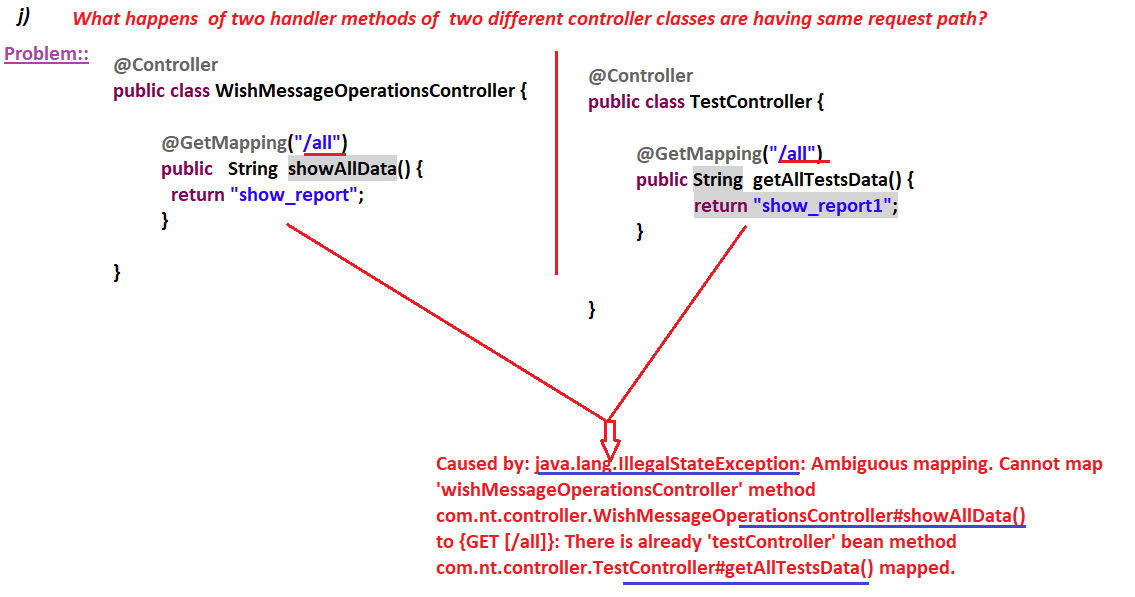 j) What happens of two handler methods of two different controller classes are having same request path?
Problem::
@Controller
public class WishMessageOperationsController {
@GetMapping("/all")
public String showAllData() {
return "show_report";
}
}
@Controller
public class TestController {
@GetMapping("/all")
public String getAllTestsData() {
return "show_report1";
}
}
Caused by: java.lang.IllegalStateException: Ambiguous mapping. Cannot map
'wishMessageOperationsController' method
com.nt.controller.WishMessageOperationsController#showAllData()
to {GET [/all]}: There is already 'testController' bean method
com.nt.controller.TestController#getAllTestsData() mapped.